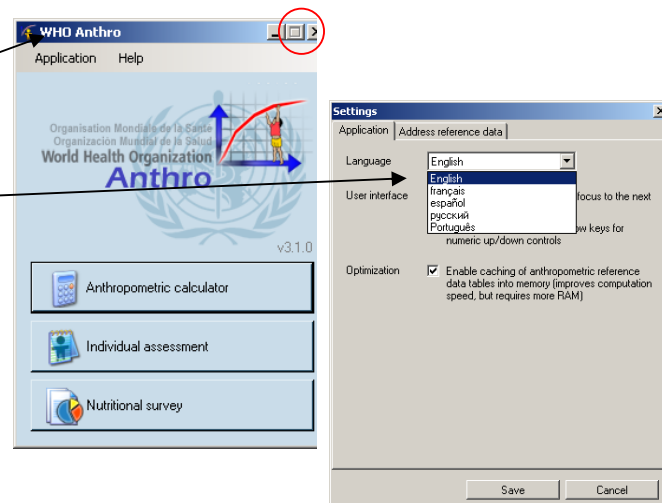 WHO Anthro
Application Help
Organisation Mondiale de la Santé
Organización Mundial de la Salud
World Health Organization
Anthro
v3.1.0
Anthropometric calculator
Individual assessment
Nutritional survey
Settings
Application Address reference data
Language English
English
français
español
русский
Português
User interface focus to the next
keys for
numeric up/down controls
Optimization Enable caching of anthropometric reference
data tables into memory (improves computation
speed, but requires more RAM)
Save Cancel